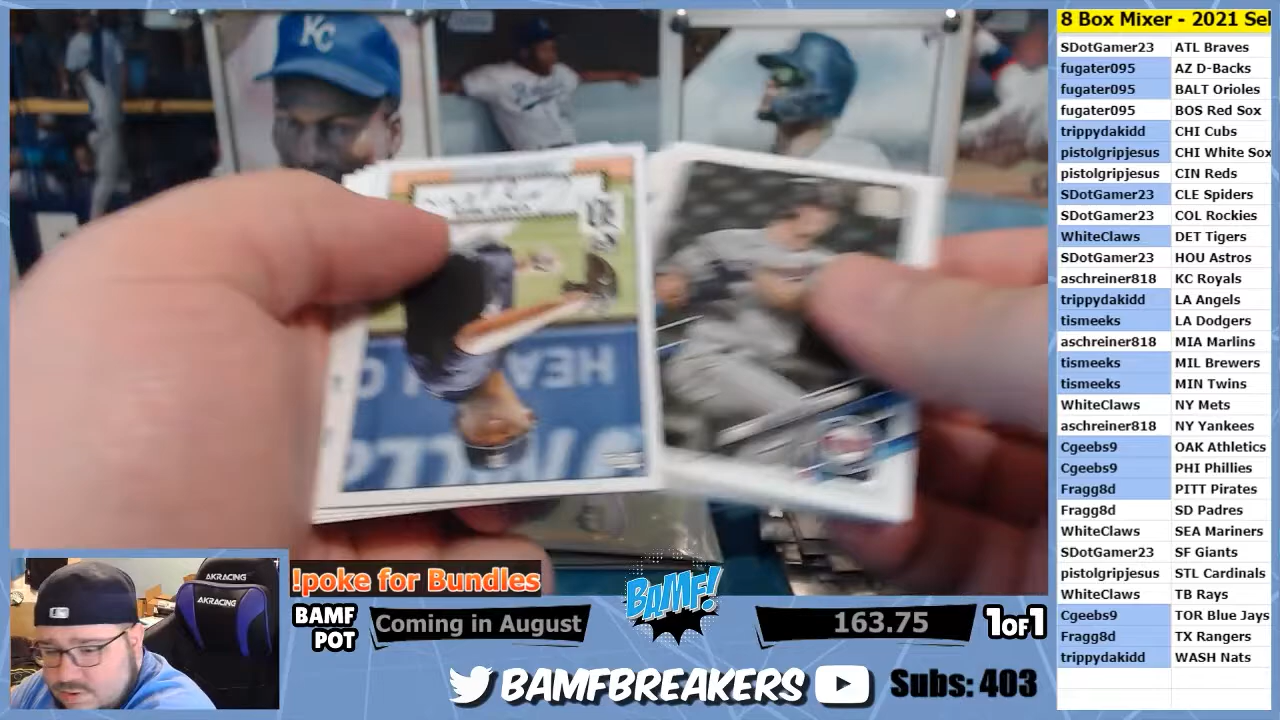 8 Box Mixer - 2021 Sel
SDotGamer23 ATL Braves
fugater095 AZ D-Backs
fugater095 BALT Orioles
fugater095 BOS Red Sox
trippydakidd CHI Cubs
pistolgripjesus CHI White Sox
pistolgripjesus CIN Reds
SDotGamer23 CLE Spiders
SDotGamer23 COL Rockies
WhiteClaws DET Tigers
SDotGamer23 HOU Astros
aschreiner818 KC Royals
trippydakidd LA Angels
tismeeks LA Dodgers
aschreiner818 MIA Marlins
tismeeks MIL Brewers
tismeeks MIN Twins
WhiteClaws NY Mets
aschreiner818 NY Yankees
Cgeebs9 OAK Athletics
Cgeebs9 PHI Phillies
Fragg8d PITT Pirates
Fragg8d SD Padres
WhiteClaws SEA Mariners
SDotGamer23 SF Giants
pistolgripjesus STL Cardinals
WhiteClaws TB Rays
Cgeebs9 TOR Blue Jays
Fragg8d TX Rangers
trippydakidd WASH Nats
KC
AKRACING
AKRACING
!poke for Bundles
BAMF
POT
Coming in August
BAMF!
163.75
1OF1
BAMFBREAKERS
Subs: 403